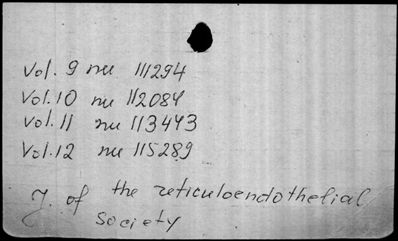 Vol. 9 nu 111294
Vol. 10 nu 112084
Vol. 11 nu 113443
Vol. 12 nu 115289
J. of the reticuloendothelial
society